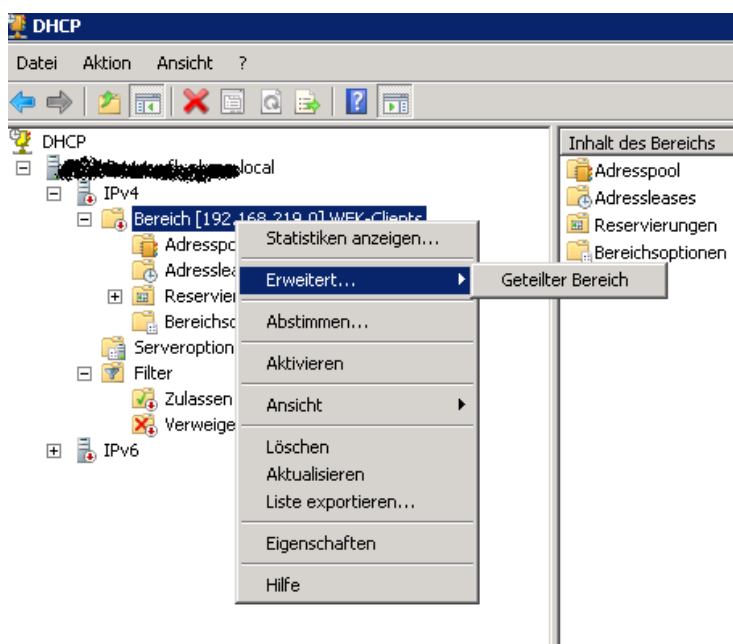 DHCP
Datei Aktion Ansicht ?
DHCP
local
IPv4
Bereich [192.168.219.0] WFK-Clients
Adresspo
Adresslea
Reservier
Bereichso
Serveroption
Filter
Zulassen
Verweige
IPv6
Statistiken anzeigen...
Erweitert...
Abstimmen...
Aktivieren
Ansicht
Löschen
Aktualisieren
Liste exportieren...
Eigenschaften
Hilfe
Geteilter Bereich
Inhalt des Bereichs
Adresspool
Adressleases
Reservierungen
Bereichsoptionen